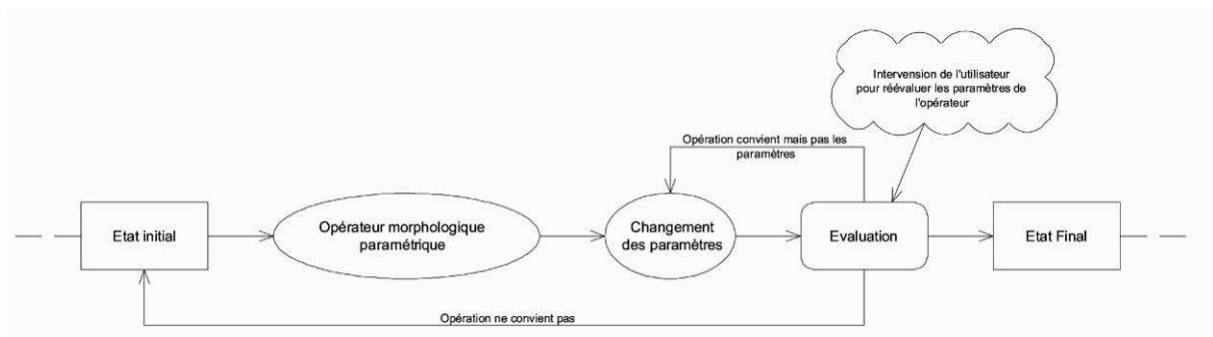 Intervension de l'utilisateur
pour réévaluer les paramètres de
l'opérateur
Opération convient mais pas les
paramètres
Etat initial
Opérateur morphologique
paramétrique
Changement
des paramètres
Evaluation
Etat Final
Opération ne convient pas